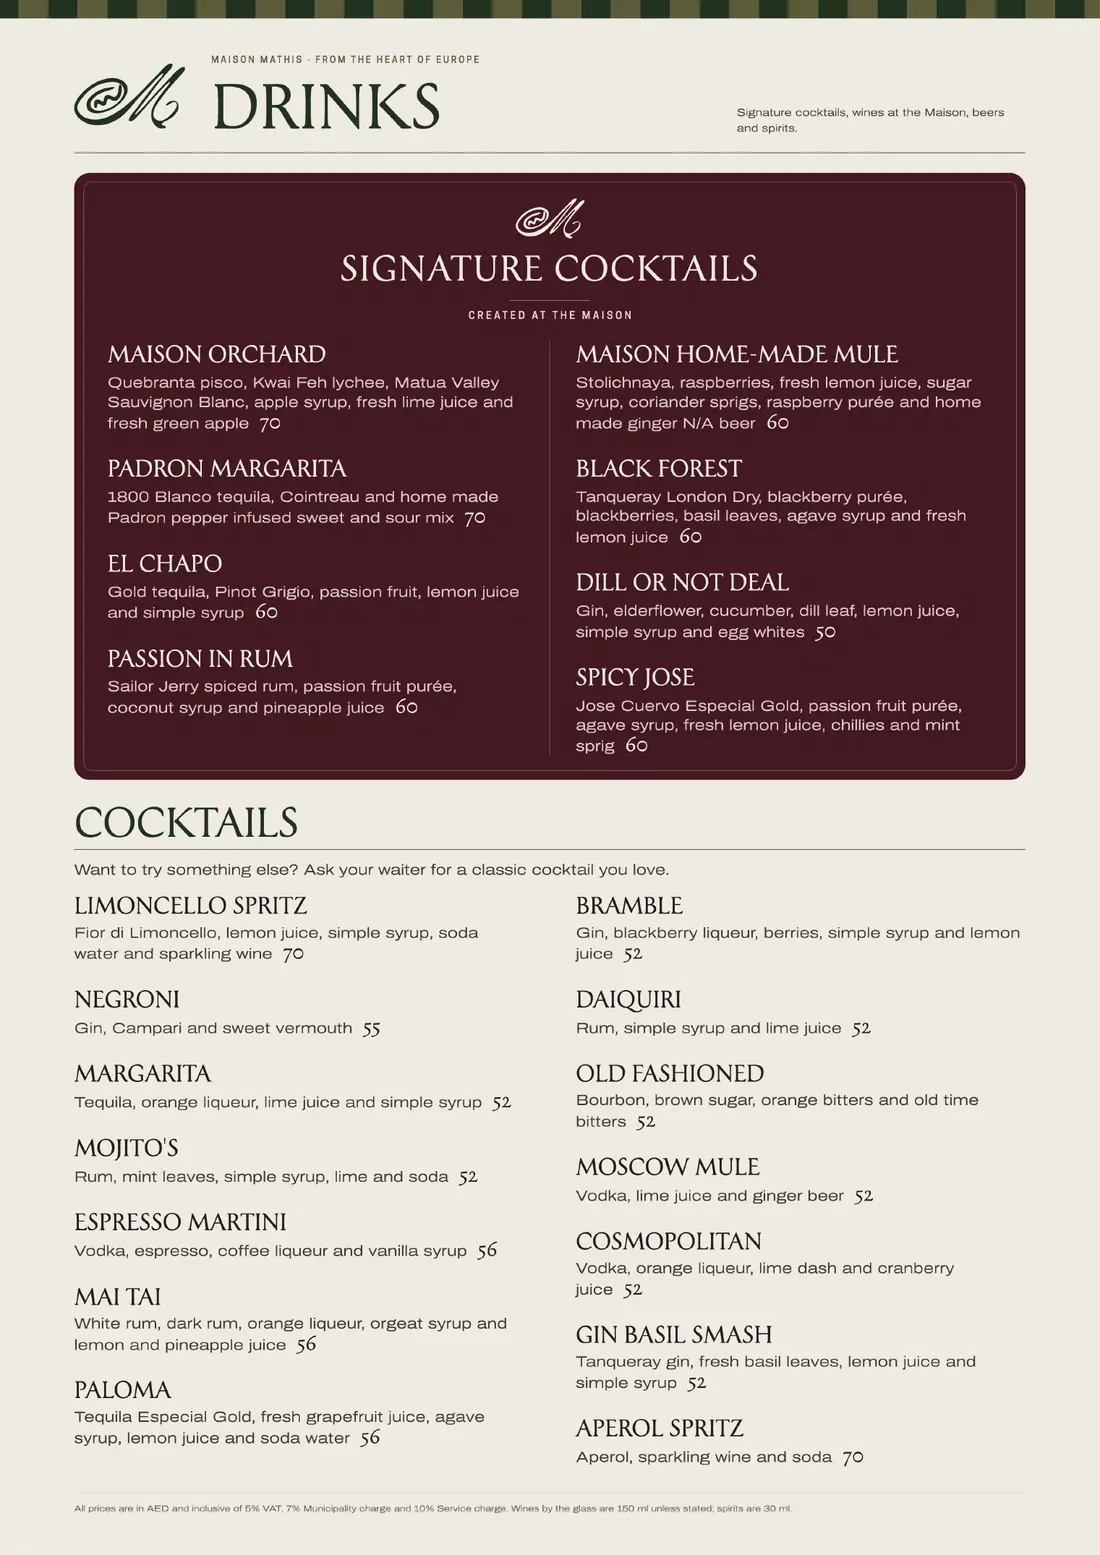 MAISON MATHIS · FROM THE HEART OF EUROPE
DRINKS
Signature cocktails, wines at the Maison, beers
and spirits.
SIGNATURE COCKTAILS
CREATED AT THE MAISON
MAISON ORCHARD
Quebranta pisco, Kwai Feh lychee, Matua Valley
Sauvignon Blanc, apple syrup, fresh lime juice and
fresh green apple 70
PADRON MARGARITA
1800 Blanco tequila, Cointreau and home made
Padron pepper infused sweet and sour mix 70
EL CHAPO
Gold tequila, Pinot Grigio, passion fruit, lemon juice
and simple syrup 60
PASSION IN RUM
Sailor Jerry spiced rum, passion fruit purée,
coconut syrup and pineapple juice 60
MAISON HOME-MADE MULE
Stolichnaya, raspberries, fresh lemon juice, sugar
syrup, coriander sprigs, raspberry purée and home
made ginger N/A beer 60
BLACK FOREST
Tanqueray London Dry, blackberry purée,
blackberries, basil leaves, agave syrup and fresh
lemon juice 60
DILL OR NOT DEAL
Gin, elderflower, cucumber, dill leaf, lemon juice,
simple syrup and egg whites 50
SPICY JOSE
Jose Cuervo Especial Gold, passion fruit purée,
agave syrup, fresh lemon juice, chillies and mint
sprig 60
COCKTAILS
Want to try something else? Ask your waiter for a classic cocktail you love.
LIMONCELLO SPRITZ
Fior di Limoncello, lemon juice, simple syrup, soda
water and sparkling wine 70
NEGRONI
Gin, Campari and sweet vermouth 55
MARGARITA
Tequila, orange liqueur, lime juice and simple syrup 52
MOJITO'S
Rum, mint leaves, simple syrup, lime and soda 52
ESPRESSO MARTINI
Vodka, espresso, coffee liqueur and vanilla syrup 56
MAI TAI
White rum, dark rum, orange liqueur, orgeat syrup and
lemon and pineapple juice 56
PALOMA
Tequila Especial Gold, fresh grapefruit juice, agave
syrup, lemon juice and soda water 56
BRAMBLE
Gin, blackberry liqueur, berries, simple syrup and lemon
juice 52
DAIQUIRI
Rum, simple syrup and lime juice 52
OLD FASHIONED
Bourbon, brown sugar, orange bitters and old time
bitters 52
MOSCOW MULE
Vodka, lime juice and ginger beer 52
COSMOPOLITAN
Vodka, orange liqueur, lime dash and cranberry
juice 52
GIN BASIL SMASH
Tanqueray gin, fresh basil leaves, lemon juice and
simple syrup 52
APEROL SPRITZ
Aperol, sparkling wine and soda 70
All prices are in AED and inclusive of 5% VAT, 7% Municipality charge and 10% Service charge. Wines by the glass are 150 ml unless stated; spirits are 30 ml.